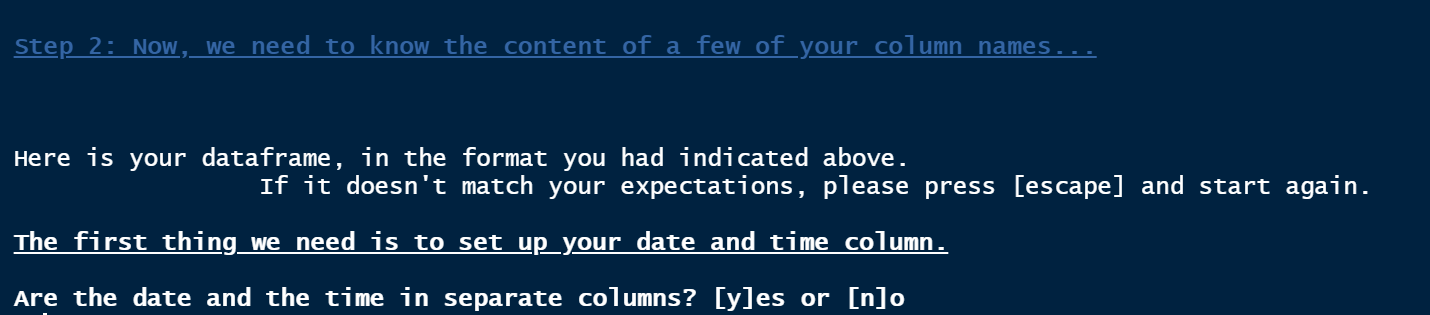 Step 2: Now, we need to know the content of a few of your column names...
Here is your dataframe, in the format you had indicated above.
If it doesn't match your expectations, please press [escape] and start again.
The first thing we need is to set up your date and time column.
Are the date and the time in separate columns? [y]es or [n]o